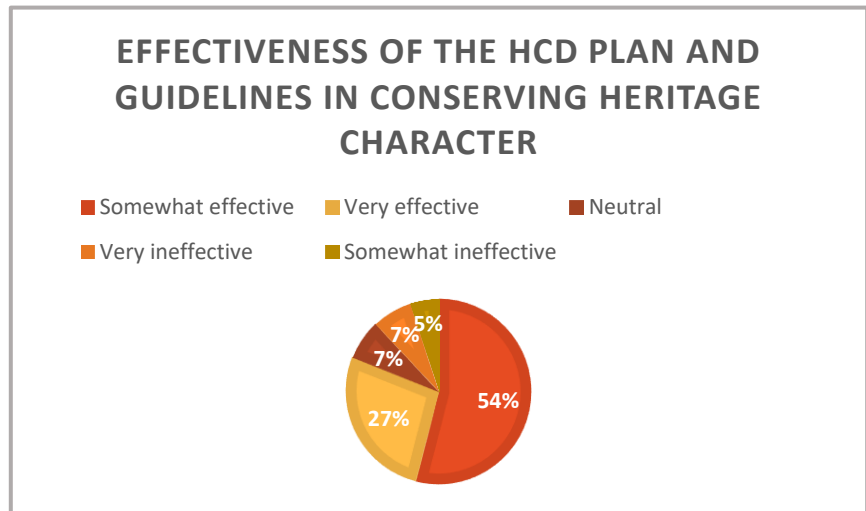 EFFECTIVENESS OF THE HCD PLAN AND
GUIDELINES IN CONSERVING HERITAGE
CHARACTER
Somewhat effective
Very effective
Neutral
Very ineffective
Somewhat ineffective
54%
27%
7%
7%
5%